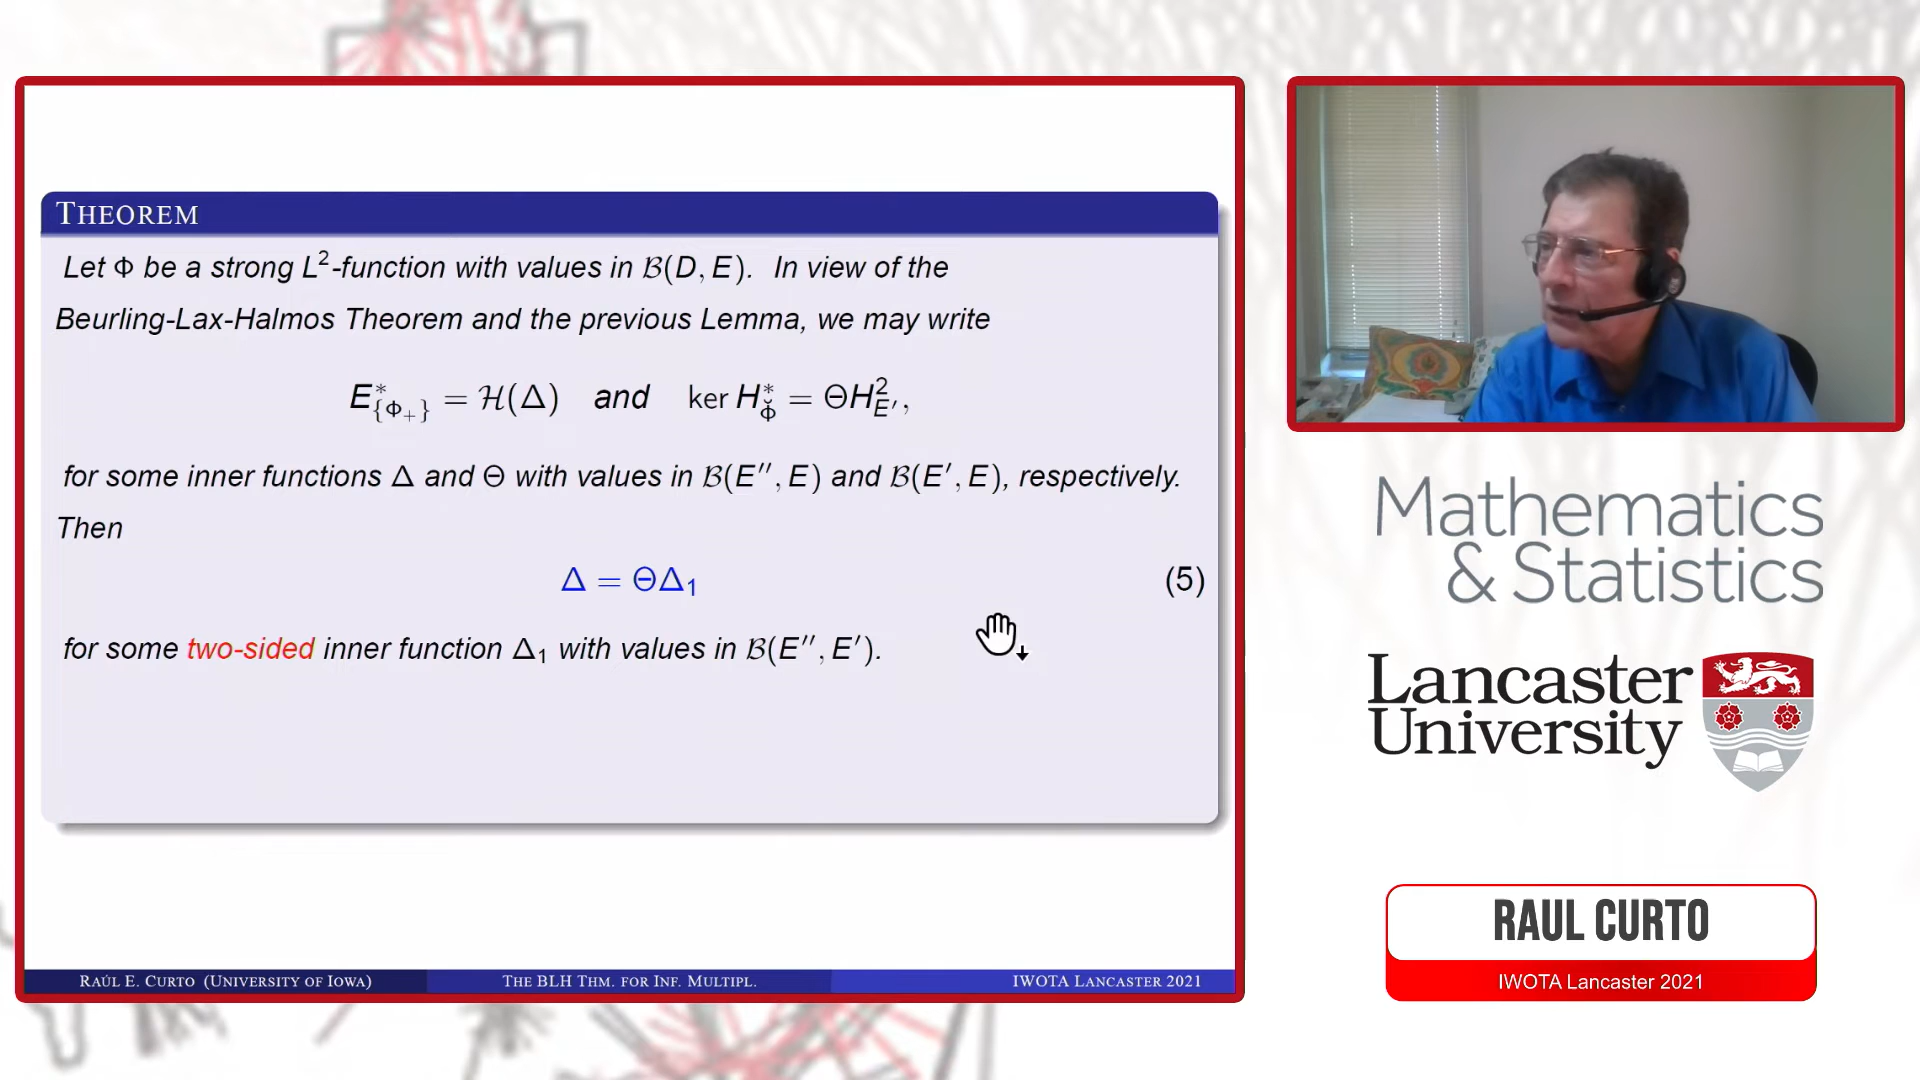 THEOREM
Let Φ be a strong L²-function with values in ℬ(D, E). In view of the
Beurling-Lax-Halmos Theorem and the previous Lemma, we may write
E*_{Φ₊} = ℋ(Δ) and ker H*_Φ̆ = ΘH²_E′,
for some inner functions Δ and Θ with values in ℬ(E″, E) and ℬ(E′, E), respectively.
Then
Δ = ΘΔ₁ (5)
for some two-sided inner function Δ₁ with values in ℬ(E″, E′).
RAÚL E. CURTO (UNIVERSITY OF IOWA) THE BLH THM. FOR INF. MULTIPL. IWOTA LANCASTER 2021
Mathematics
& Statistics
Lancaster
University
RAUL CURTO
IWOTA Lancaster 2021